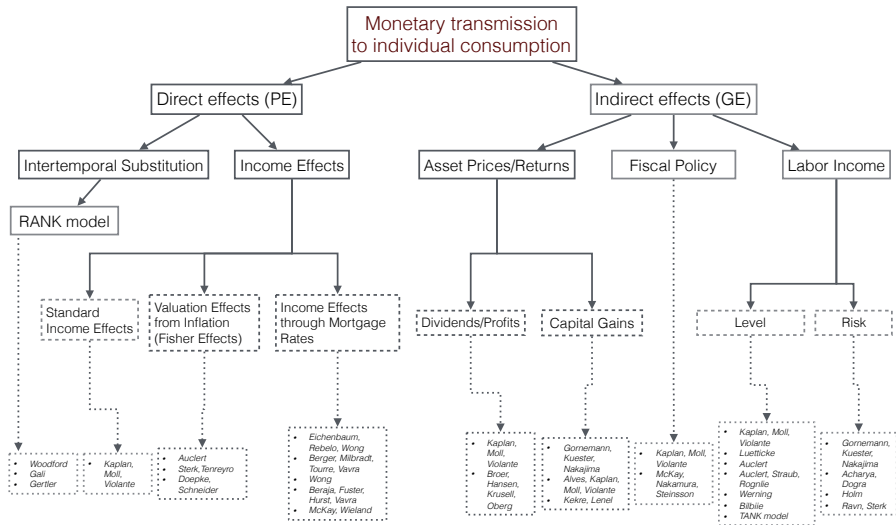 Monetary transmission
to individual consumption
Direct effects (PE)
Indirect effects (GE)
Intertemporal Substitution
Income Effects
Asset Prices/Returns
Fiscal Policy
Labor Income
RANK model
Standard
Income Effects
Valuation Effects
from Inflation
(Fisher Effects)
Income Effects
through Mortgage
Rates
Dividends/Profits
Capital Gains
Level
Risk
• Woodford
• Gali
• Gertler
• Kaplan,
Moll,
Violante
• Auclert
• Sterk,Tenreyro
• Doepke,
Schneider
• Eichenbaum,
Rebelo, Wong
• Berger, Milbradt,
Tourre, Vavra
• Wong
• Beraja, Fuster,
Hurst, Vavra
• McKay, Wieland
• Kaplan,
Moll,
Violante
• Broer,
Hansen,
Krusell,
Oberg
• Gornemann,
Kuester,
Nakajima
• Alves, Kaplan,
Moll, Violante
• Kekre, Lenel
• Kaplan, Moll,
Violante
• McKay,
Nakamura,
Steinsson
• Kaplan, Moll,
Violante
• Luetticke
• Auclert
• Auclert, Straub,
Rognlie
• Werning
• Bilbiie
• TANK model
• Gornemann,
Kuester,
Nakajima
• Acharya,
Dogra
• Holm
• Ravn, Sterk